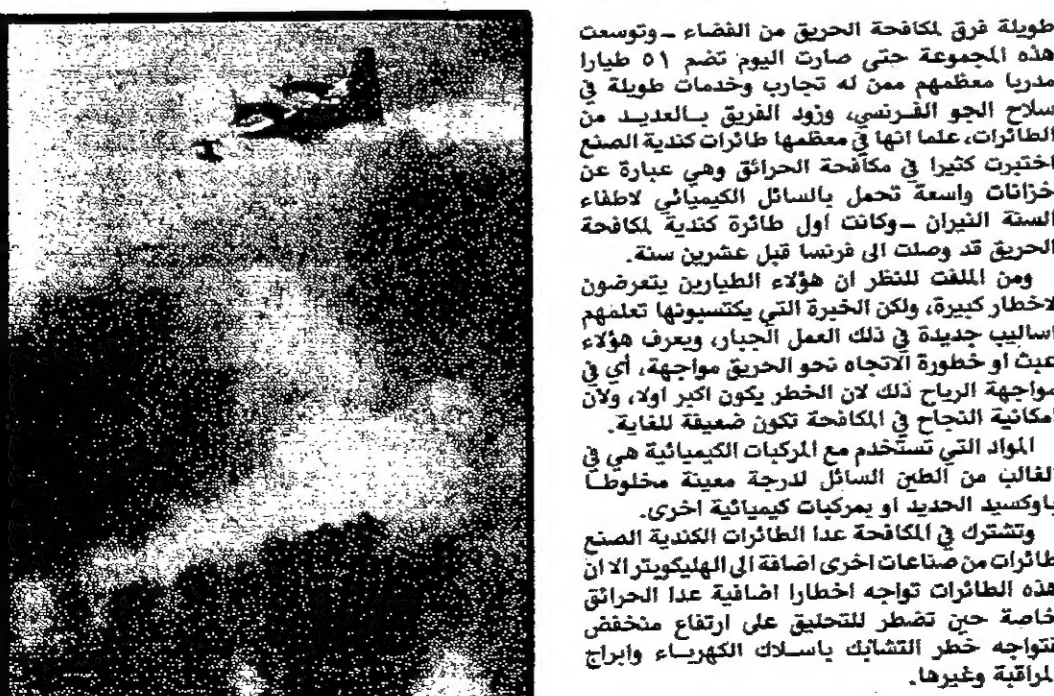 طويلة فرق لمكافحة الحريق من الفضاء ـ وتوسعت
هذه المجموعة حتى صارت اليوم تضم ٥١ طيارا
مدربا معظمهم ممن له تجارب وخدمات طويلة في
سلاح الجو الفرنسي، وزود الفريق بالعديد من
الطائرات، علما انها في معظمها طائرات كندية الصنع
اختبرت كثيرا في مكافحة الحرائق وهي عبارة عن
خزانات واسعة تحمل بالسائل الكيميائي لاطفاء
السنة النيران ـ وكانت اول طائرة كندية لمكافحة
الحريق قد وصلت الى فرنسا قبل عشرين سنة.
ومن الملفت للنظر ان هؤلاء الطيارين يتعرضون
لاخطار كبيرة، ولكن الخبرة التي يكتسبونها تعلمهم
اساليب جديدة في ذلك العمل الجبار، ويعرف هؤلاء
عبث او خطورة الاتجاه نحو الحريق مواجهة، أي في
مواجهة الرياح ذلك لان الخطر يكون اكبر اولا، ولان
امكانية النجاح في المكافحة تكون ضعيفة للغاية.
المواد التي تستخدم مع المركبات الكيميائية هي في
الغالب من الطين السائل لدرجة معينة مخلوطا
باوكسيد الحديد او بمركبات كيميائية اخرى.
وتشترك في المكافحة عدا الطائرات الكندية الصنع
طائرات من صناعات اخرى اضافة الى الهليكوبتر الا ان
هذه الطائرات تواجه اخطارا اضافية عدا الحرائق
خاصة حين تضطر للتحليق على ارتفاع منخفض
فتواجه خطر التشابك باسلاك الكهرباء وابراج
المراقبة وغيرها.